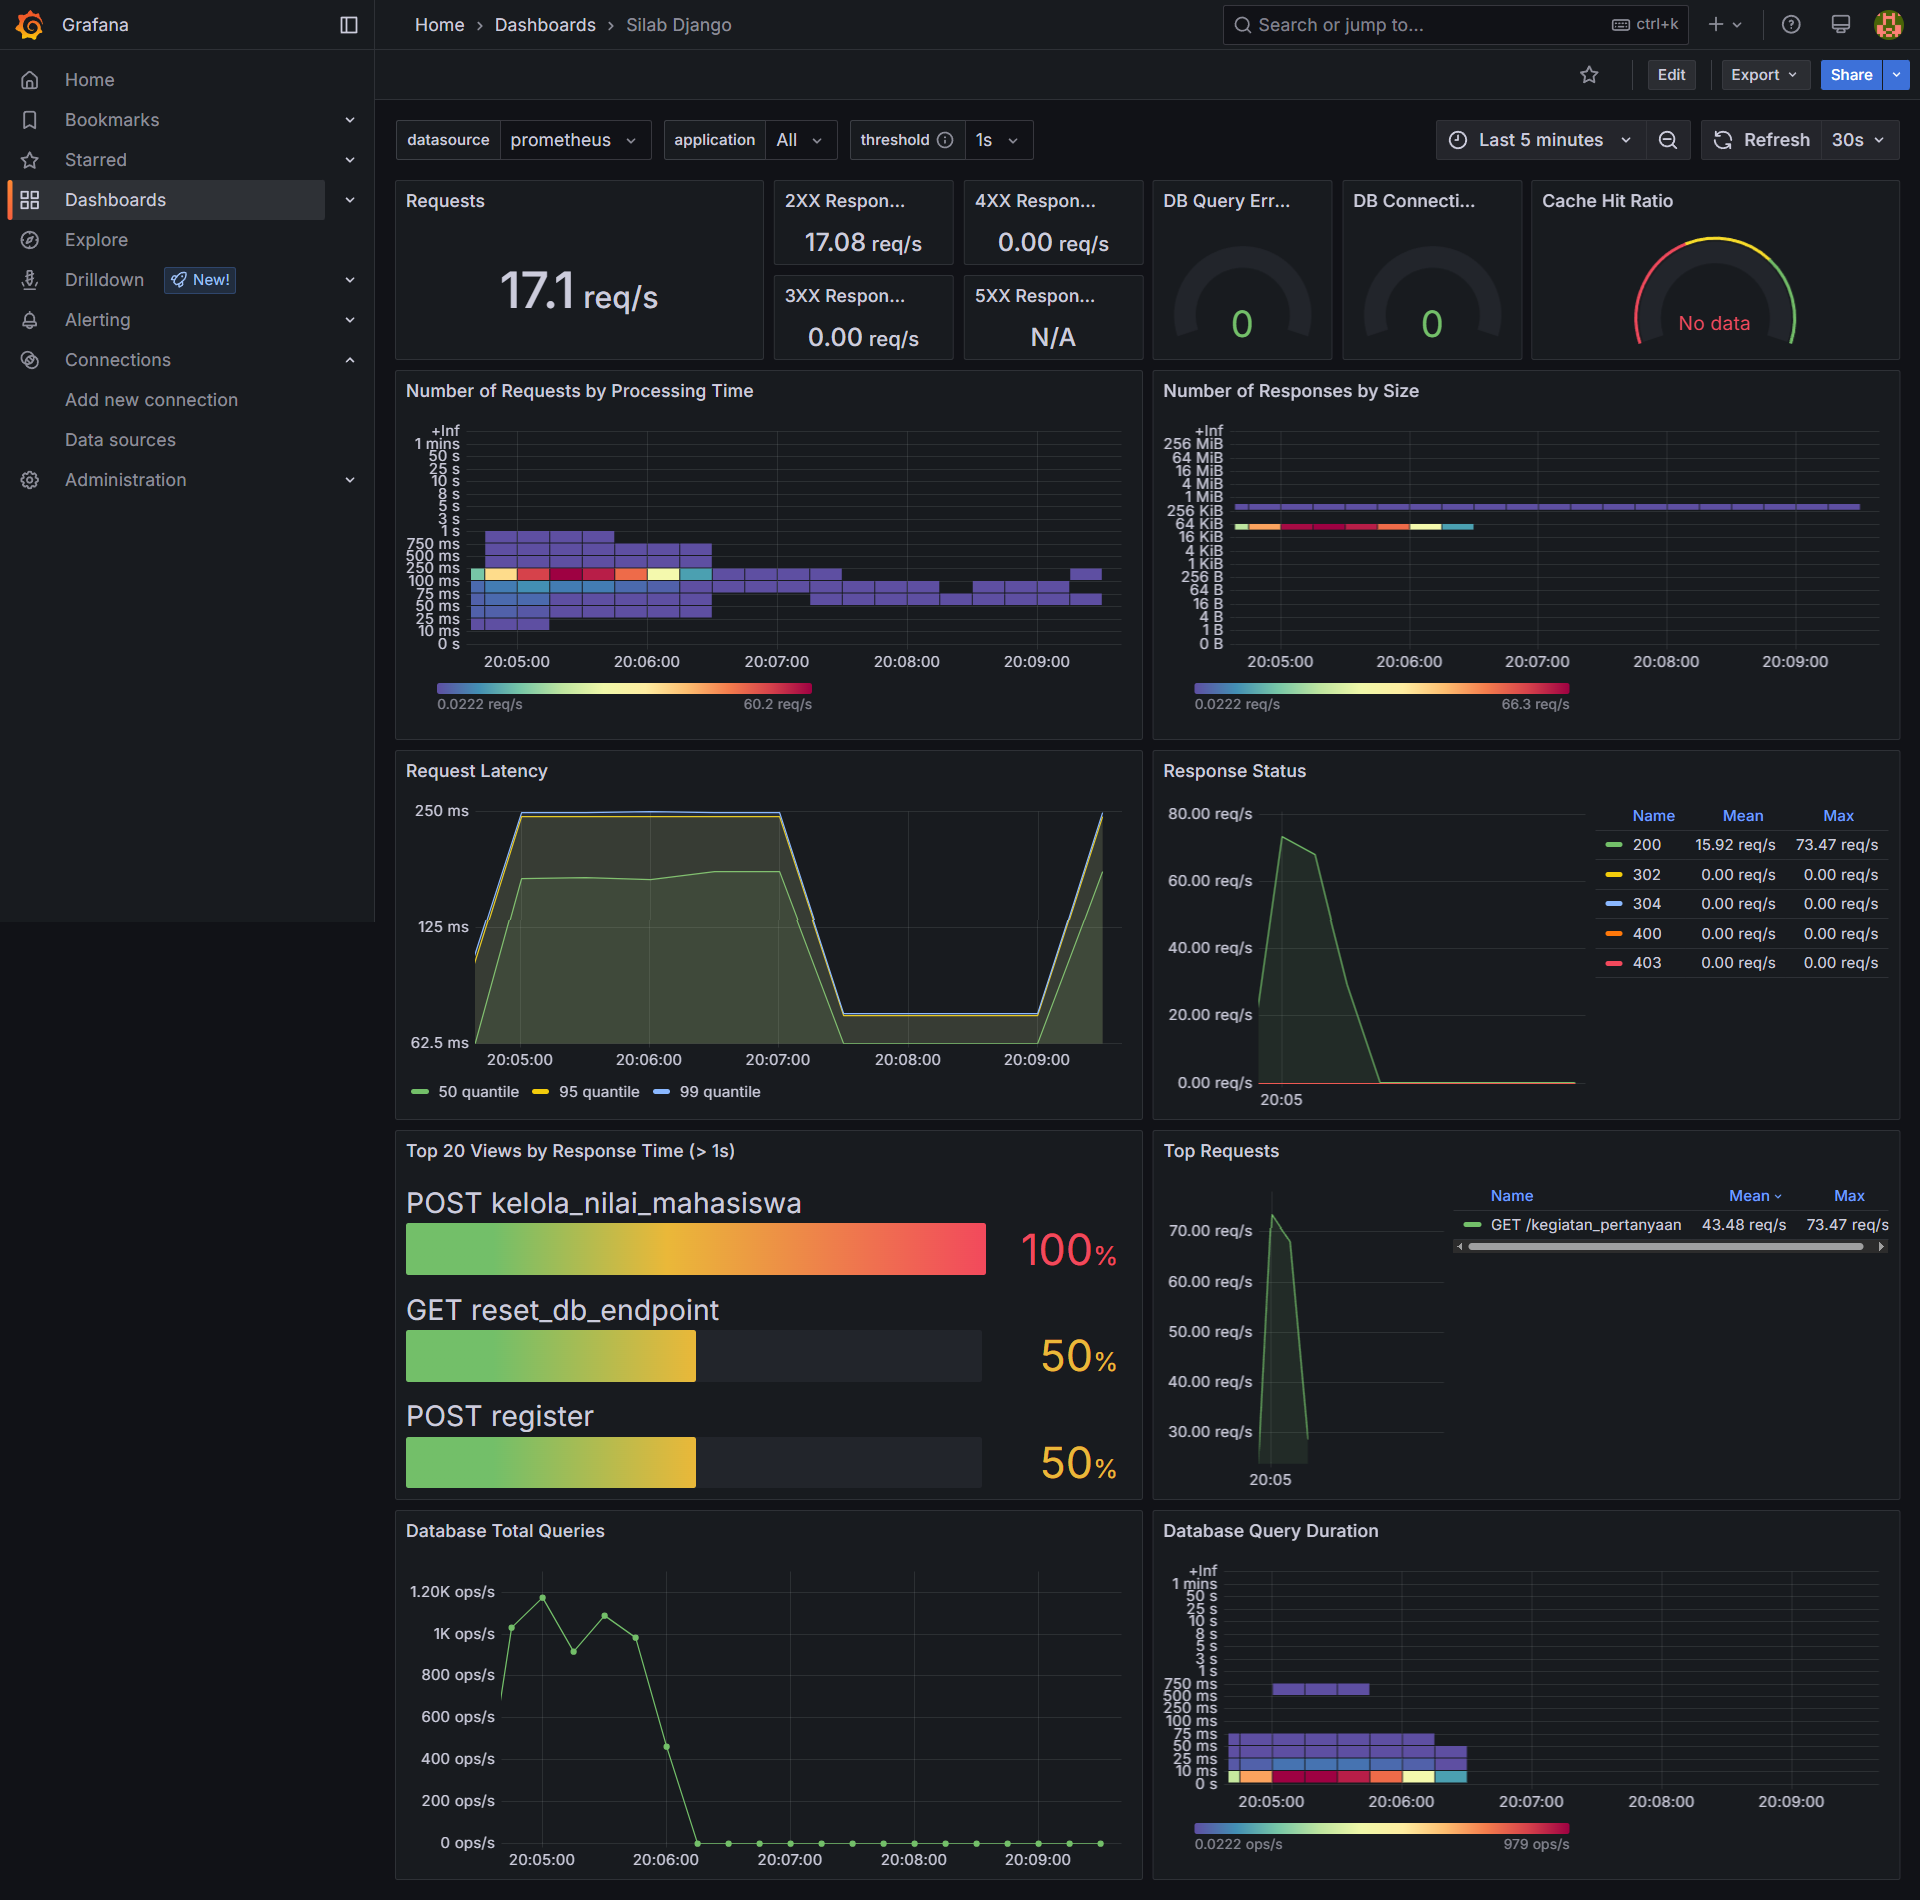 Grafana
Home › Dashboards › Silab Django
Search or jump to...
ctrl+k
Home
Bookmarks
Starred
Dashboards
Explore
Drilldown New!
Alerting
Connections
Add new connection
Data sources
Administration
Edit
Export
Share
datasource prometheus
application All
threshold 1s
Last 5 minutes
Refresh 30s
Requests
17.1 req/s
2XX Respon...
17.08 req/s
4XX Respon...
0.00 req/s
3XX Respon...
0.00 req/s
5XX Respon...
N/A
DB Query Err...
0
DB Connecti...
0
Cache Hit Ratio
No data
Number of Requests by Processing Time
+Inf
1 mins
50 s
25 s
10 s
8 s
5 s
3 s
1 s
750 ms
500 ms
250 ms
100 ms
75 ms
50 ms
25 ms
10 ms
0 s
20:05:00 20:06:00 20:07:00 20:08:00 20:09:00
0.0222 req/s 60.2 req/s
Number of Responses by Size
+Inf
256 MiB
64 MiB
16 MiB
4 MiB
1 MiB
256 KiB
64 KiB
16 KiB
4 KiB
1 KiB
256 B
64 B
16 B
4 B
1 B
0 B
20:05:00 20:06:00 20:07:00 20:08:00 20:09:00
0.0222 req/s 66.3 req/s
Request Latency
250 ms
125 ms
62.5 ms
20:05:00 20:06:00 20:07:00 20:08:00 20:09:00
50 quantile 95 quantile 99 quantile
Response Status
80.00 req/s
60.00 req/s
40.00 req/s
20.00 req/s
0.00 req/s
20:05
Name Mean Max
200 15.92 req/s 73.47 req/s
302 0.00 req/s 0.00 req/s
304 0.00 req/s 0.00 req/s
400 0.00 req/s 0.00 req/s
403 0.00 req/s 0.00 req/s
Top 20 Views by Response Time (> 1s)
POST kelola_nilai_mahasiswa
100%
GET reset_db_endpoint
50%
POST register
50%
Top Requests
70.00 req/s
60.00 req/s
50.00 req/s
40.00 req/s
30.00 req/s
20:05
Name Mean Max
GET /kegiatan_pertanyaan 43.48 req/s 73.47 req/s
Database Total Queries
1.20K ops/s
1K ops/s
800 ops/s
600 ops/s
400 ops/s
200 ops/s
0 ops/s
20:05:00 20:06:00 20:07:00 20:08:00 20:09:00
Database Query Duration
+Inf
1 mins
50 s
25 s
10 s
8 s
5 s
3 s
1 s
750 ms
500 ms
250 ms
100 ms
75 ms
50 ms
25 ms
10 ms
0 s
20:05:00 20:06:00 20:07:00 20:08:00 20:09:00
0.0222 ops/s 979 ops/s